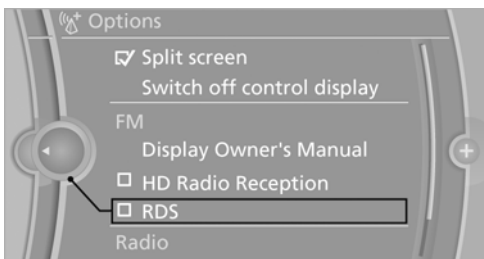 Options
Split screen
Switch off control display
FM
Display Owner's Manual
HD Radio Reception
RDS
Radio